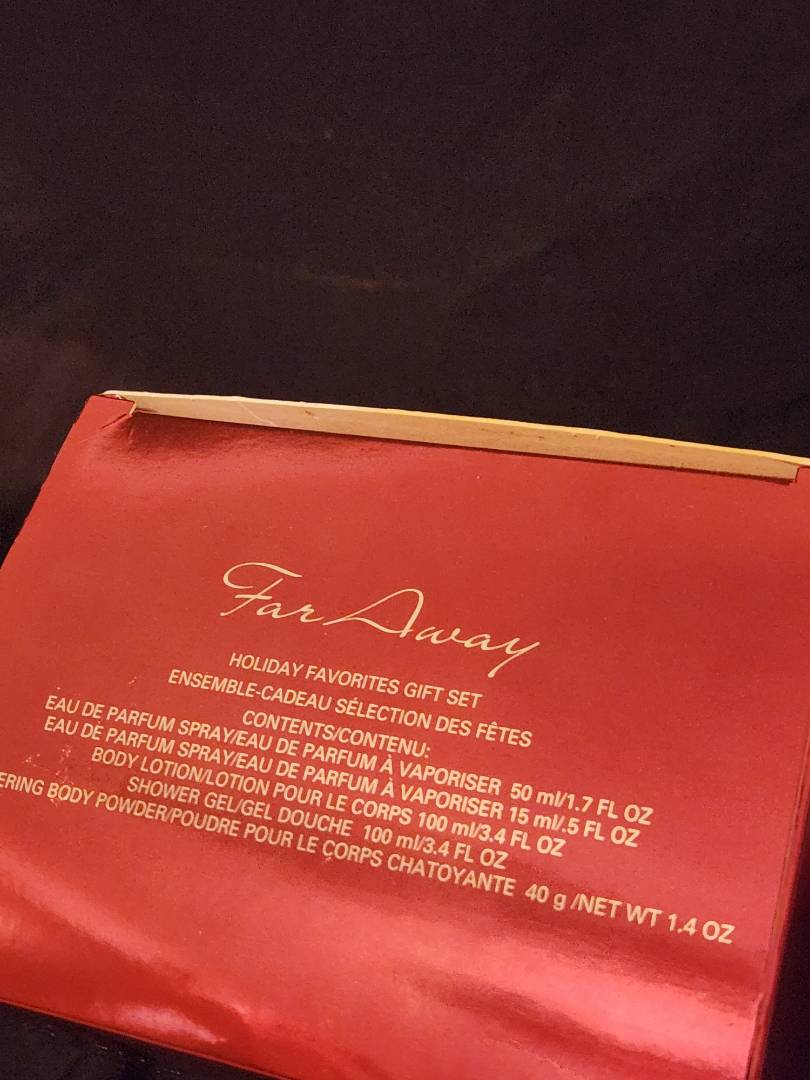 Far Away
HOLIDAY FAVORITES GIFT SET
ENSEMBLE-CADEAU SÉLECTION DES FÊTES
CONTENTS/CONTENU:
EAU DE PARFUM SPRAY/EAU DE PARFUM À VAPORISER 50 ml/1.7 FL OZ
EAU DE PARFUM SPRAY/EAU DE PARFUM À VAPORISER 15 ml/.5 FL OZ
BODY LOTION/LOTION POUR LE CORPS 100 ml/3.4 FL OZ
SHOWER GEL/GEL DOUCHE 100 ml/3.4 FL OZ
BODY POWDER/POUDRE POUR LE CORPS CHATOYANTE 40 g /NET WT 1.4 OZ